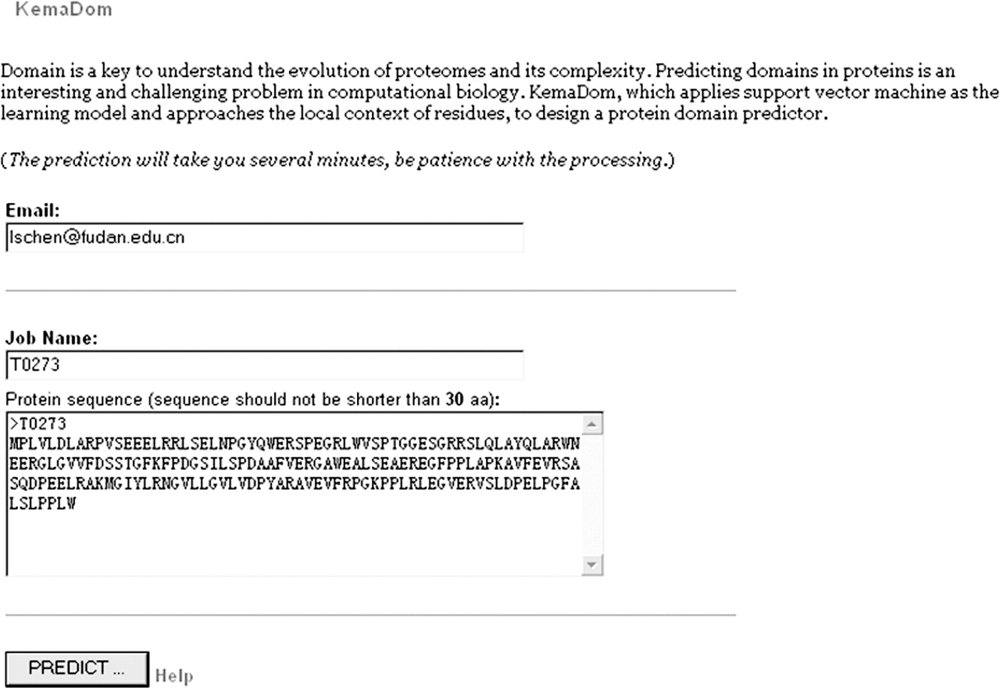 KemaDom
Domain is a key to understand the evolution of proteomes and its complexity. Predicting domains in proteins is an
interesting and challenging problem in computational biology. KemaDom, which applies support vector machine as the
learning model and approaches the local context of residues, to design a protein domain predictor.
(The prediction will take you several minutes, be patience with the processing.)
Email:
lschen@fudan.edu.cn
Job Name:
T0273
Protein sequence (sequence should not be shorter than 30 aa):
>T0273
MPLVLDLARPVSEEELRRLSELNPGYQWERSPEGRLWVSPTGGESGRRSLQLAYQLARWN
EERGLGVVFDSSTGFKFPDGSILSPDAAFVERGAWEALSEAEREGFPPLAPKAVFEVRSA
SQDPEELRAKMGIYLRNGVLLGVLVDPYARAVEVFRPGKPPLRLEGVERVSLDPELPGFA
LSLPPLW
PREDICT ...
Help